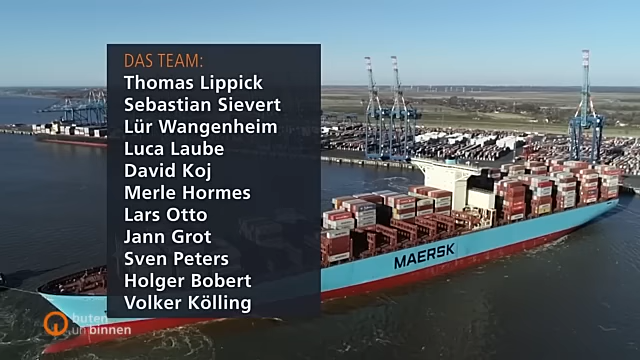 DAS TEAM:
Thomas Lippick
Sebastian Sievert
Lür Wangenheim
Luca Laube
David Koj
Merle Hormes
Lars Otto
Jann Grot
Sven Peters
Holger Bobert
Volker Kölling
MAERSK
buten
un binnen